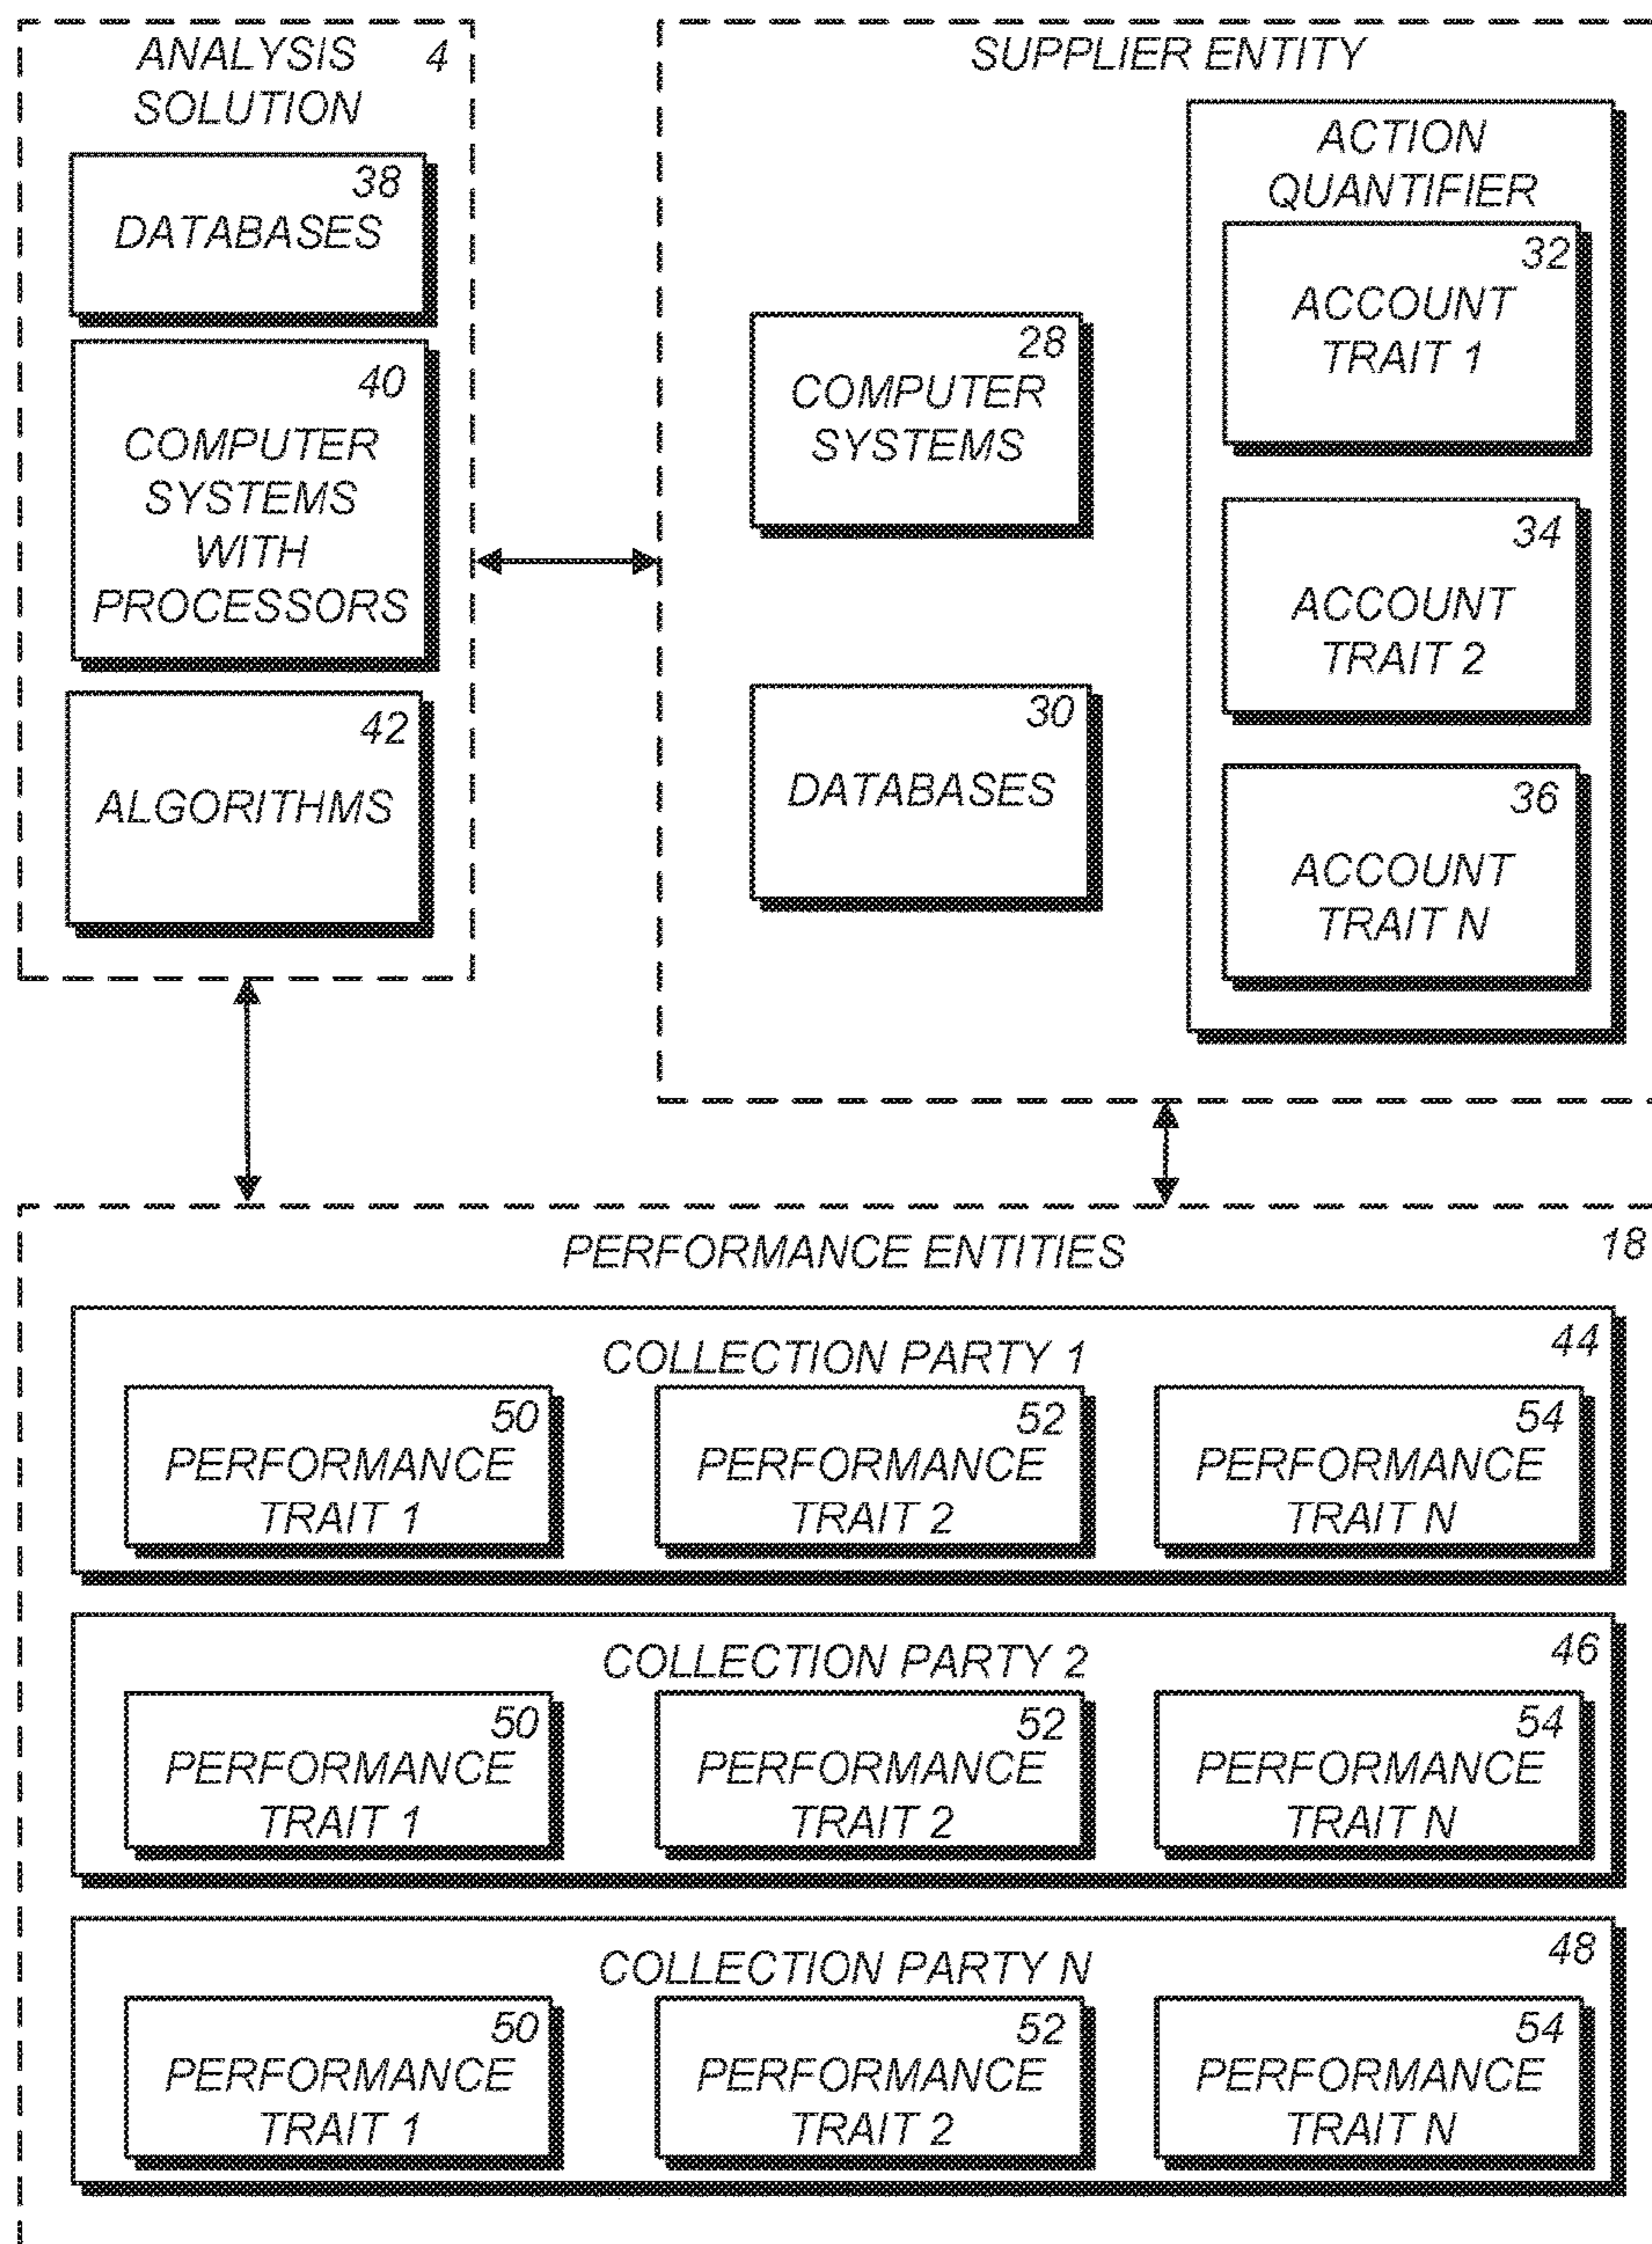 ANALYSIS 4
SOLUTION
38
DATABASES
40
COMPUTER
SYSTEMS
WITH
PROCESSORS
42
ALGORITHMS
SUPPLIER ENTITY
28
COMPUTER
SYSTEMS
30
DATABASES
ACTION
QUANTIFIER
32
ACCOUNT
TRAIT 1
34
ACCOUNT
TRAIT 2
36
ACCOUNT
TRAIT N
PERFORMANCE ENTITIES 18
COLLECTION PARTY 1 44
50
PERFORMANCE
TRAIT 1
52
PERFORMANCE
TRAIT 2
54
PERFORMANCE
TRAIT N
COLLECTION PARTY 2 46
50
PERFORMANCE
TRAIT 1
52
PERFORMANCE
TRAIT 2
54
PERFORMANCE
TRAIT N
COLLECTION PARTY N 48
50
PERFORMANCE
TRAIT 1
52
PERFORMANCE
TRAIT 2
54
PERFORMANCE
TRAIT N